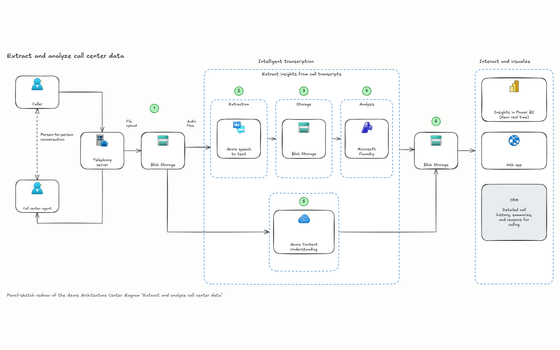 Extract and analyze call center data
Intelligent transcription
Interact and visualize
Extract insights from call transcripts
Caller
1
2
3
4
Extraction
Storage
Analysis
Insights in Power BI
(near real time)
File
upload
Audio
files
6
Person-to-person
conversation
Telephony
server
Blob Storage
Azure speech
to text
Blob Storage
Microsoft
Foundry
Blob Storage
Web app
Call center agent
5
Azure Content
Understanding
CRM
Detailed call
history, summaries,
and reasons for
calling
Pencil-sketch redraw of the Azure Architecture Center diagram "Extract and analyze call center data"